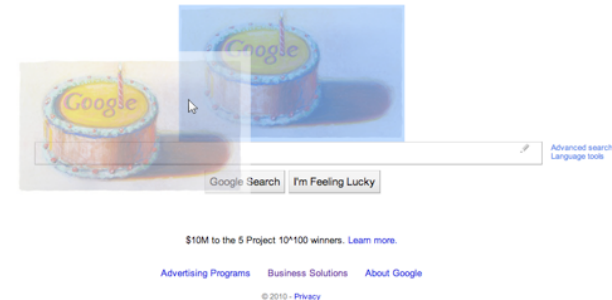 Google
Google
Advanced search
Language tools
Google Search
I'm Feeling Lucky
$10M to the 5 Project 10^100 winners. Learn more.
Advertising Programs Business Solutions About Google
© 2010 - Privacy